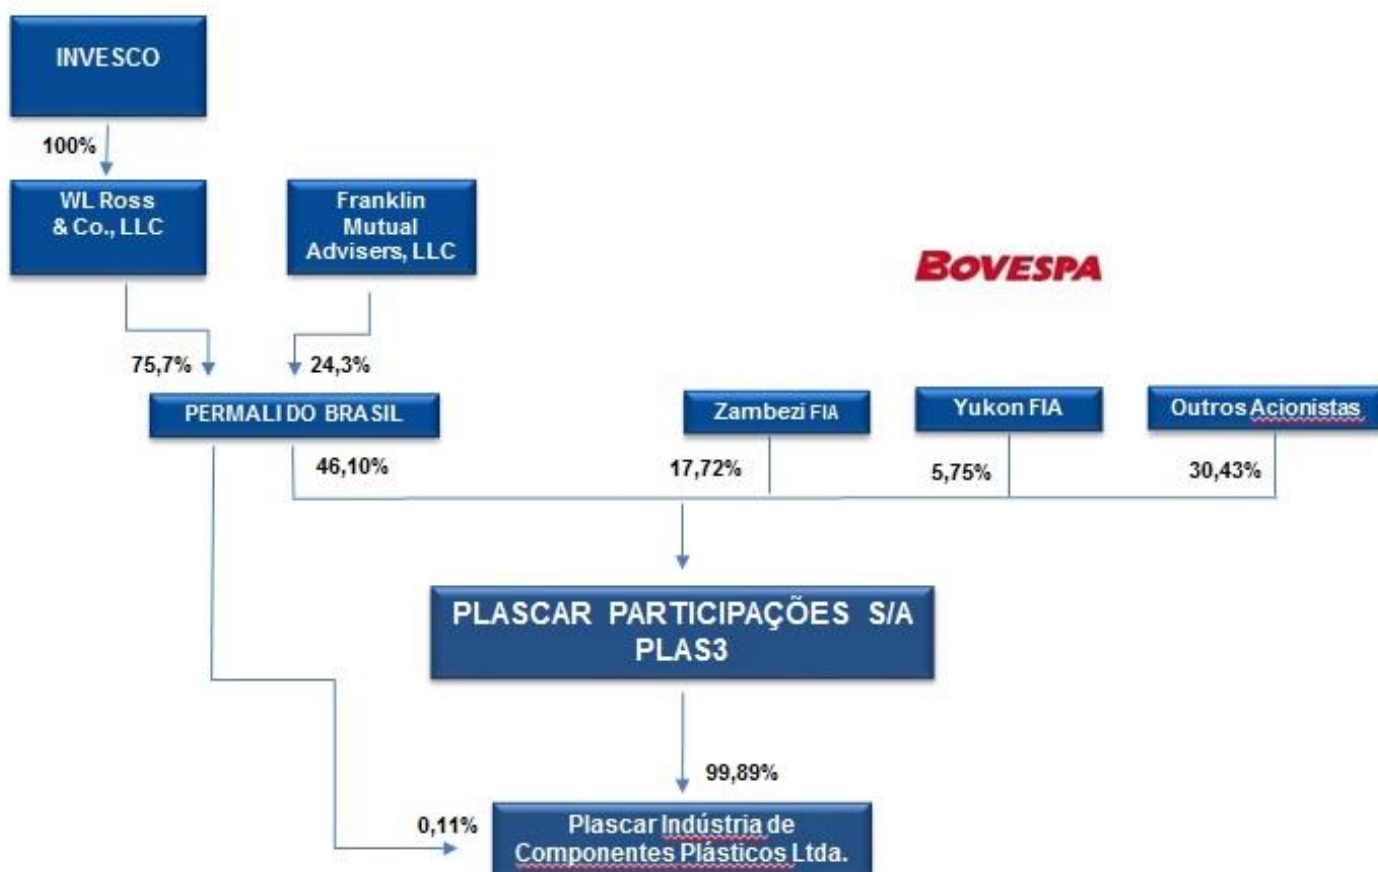 INVESCO
100%
WL Ross
& Co., LLC
Franklin
Mutual
Advisers, LLC
BOVESPA
75,7%
24,3%
PERMALI DO BRASIL
Zambezi FIA
Yukon FIA
Outros Acionistas
46,10%
17,72%
5,75%
30,43%
PLASCAR PARTICIPAÇÕES S/A
PLAS3
99,89%
0,11%
Plascar Indústria de
Componentes Plásticos Ltda.